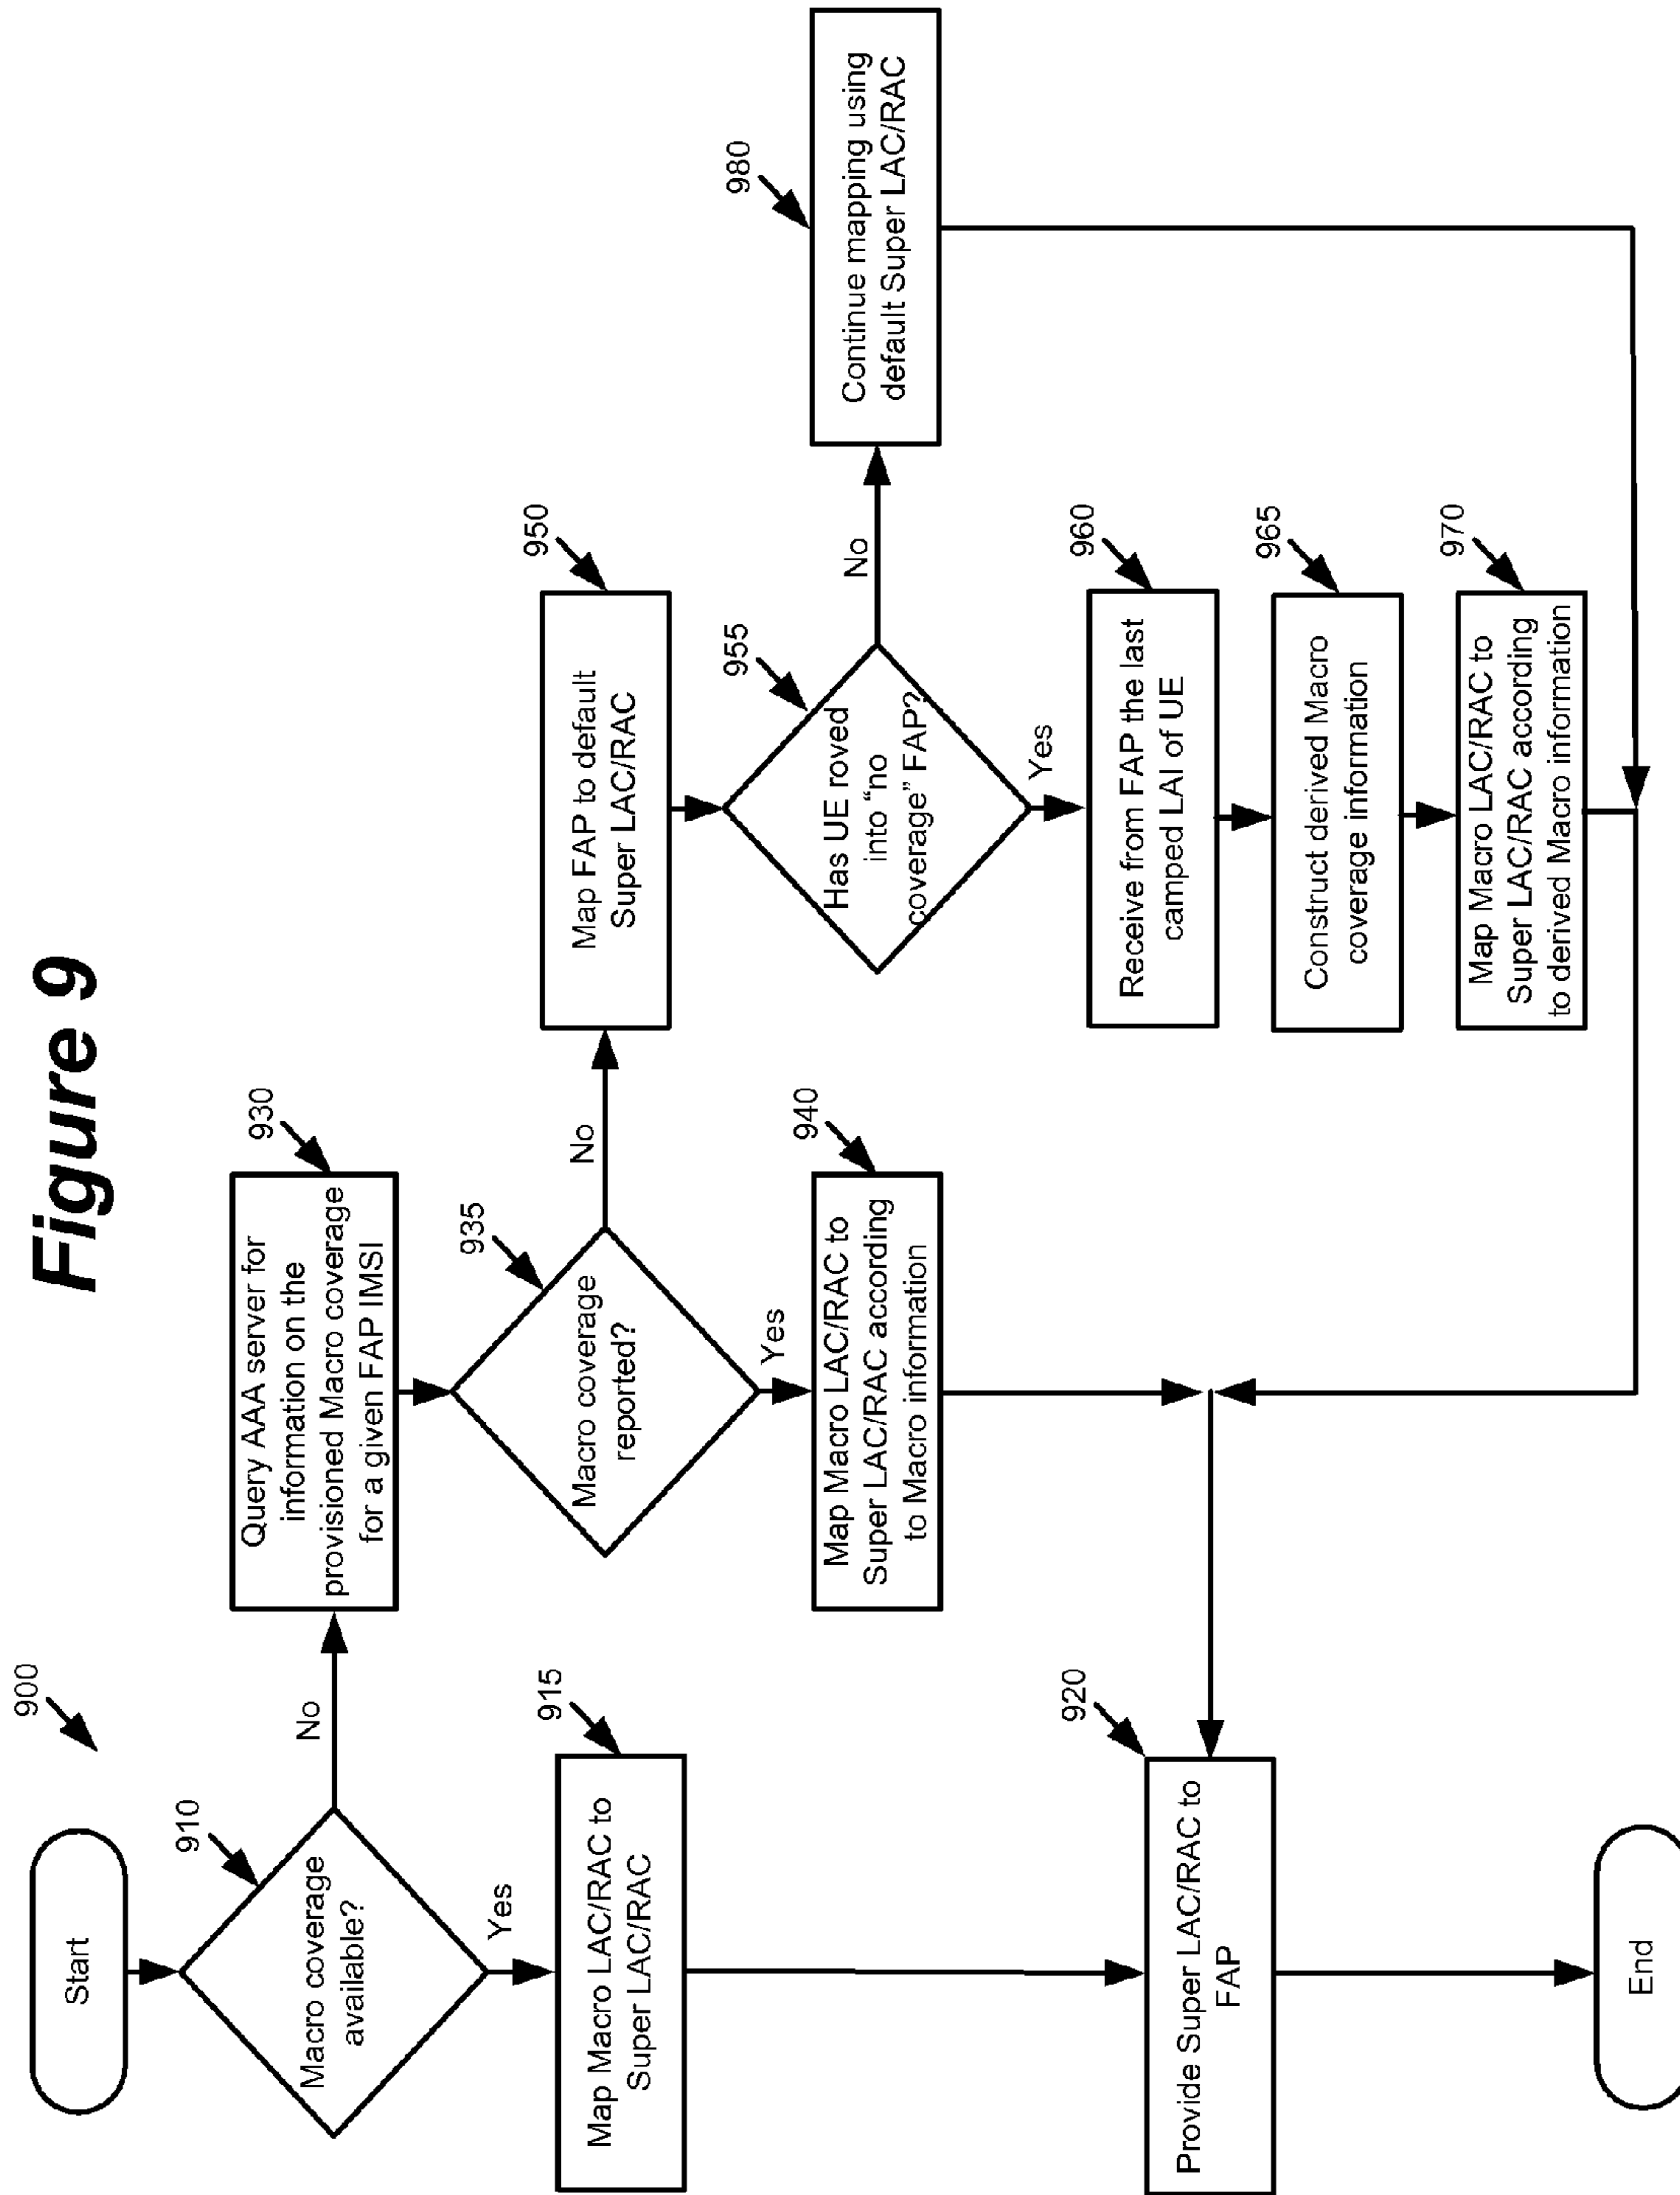 Figure 9
900
Start
910
Macro coverage
available?
No
Yes
915
Map Macro LAC/RAC to
Super LAC/RAC
920
Provide Super LAC/RAC to
FAP
End
930
Query AAA server for
information on the
provisioned Macro coverage
for a given FAP IMSI
935
Macro coverage
reported?
No
Yes
940
Map Macro LAC/RAC to
Super LAC/RAC according
to Macro information
950
Map FAP to default
Super LAC/RAC
955
Has UE roved
into “no
coverage” FAP?
No
Yes
960
Receive from FAP the last
camped LAI of UE
965
Construct derived Macro
coverage information
970
Map Macro LAC/RAC to
Super LAC/RAC according
to derived Macro information
980
Continue mapping using
default Super LAC/RAC